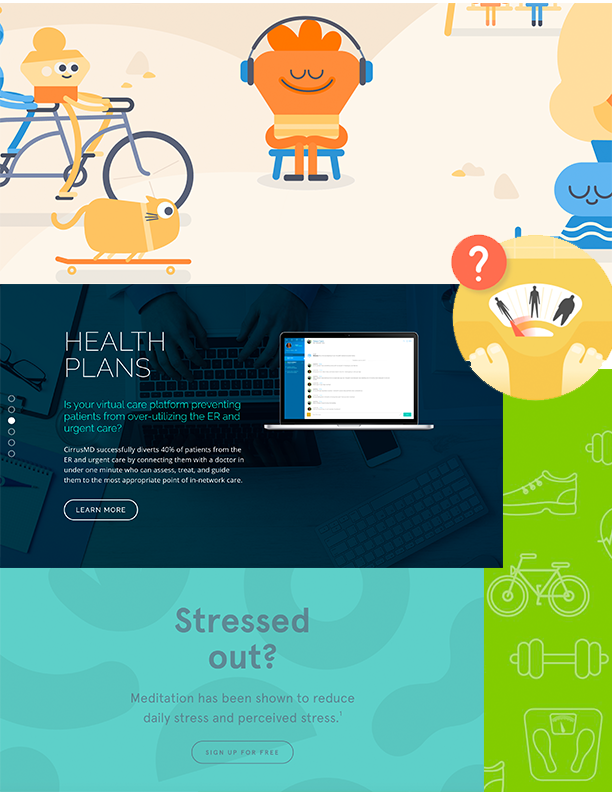 ?
HEALTH
PLANS
Is your virtual care platform preventing
patients from over-utilizing the ER and
urgent care?
CirrusMD successfully diverts 40% of patients from the
ER and urgent care by connecting them with a doctor in
under one minute who can assess, treat, and guide
them to the most appropriate point of in-network care.
LEARN MORE
Stressed
out?
Meditation has been shown to reduce
daily stress and perceived stress.¹
SIGN UP FOR FREE